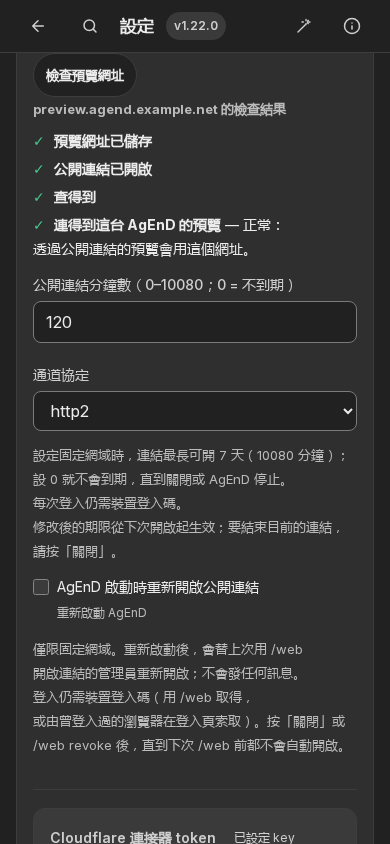 設定 v1.22.0
檢查預覽網址
preview.agend.example.net 的檢查結果
✓ 預覽網址已儲存
✓ 公開連結已開啟
✓ 查得到
✓ 連得到這台 AgEnD 的預覽 — 正常：
透過公開連結的預覽會用這個網址。
公開連結分鐘數（0–10080；0 = 不到期）
120
通道協定
http2
設定固定網域時，連結最長可開 7 天（10080 分鐘）；
設 0 就不會到期，直到關閉或 AgEnD 停止。
每次登入仍需裝置登入碼。
修改後的期限從下次開啟起生效；要結束目前的連結，
請按「關閉」。
AgEnD 啟動時重新開啟公開連結
重新啟動 AgEnD
僅限固定網域。重新啟動後，會替上次用 /web
開啟連結的管理員重新開啟；不會發任何訊息。
登入仍需裝置登入碼（用 /web 取得，
或由曾登入過的瀏覽器在登入頁索取）。按「關閉」或
/web revoke 後，直到下次 /web 前都不會自動開啟。
Cloudflare 連接器 token 已設定 key